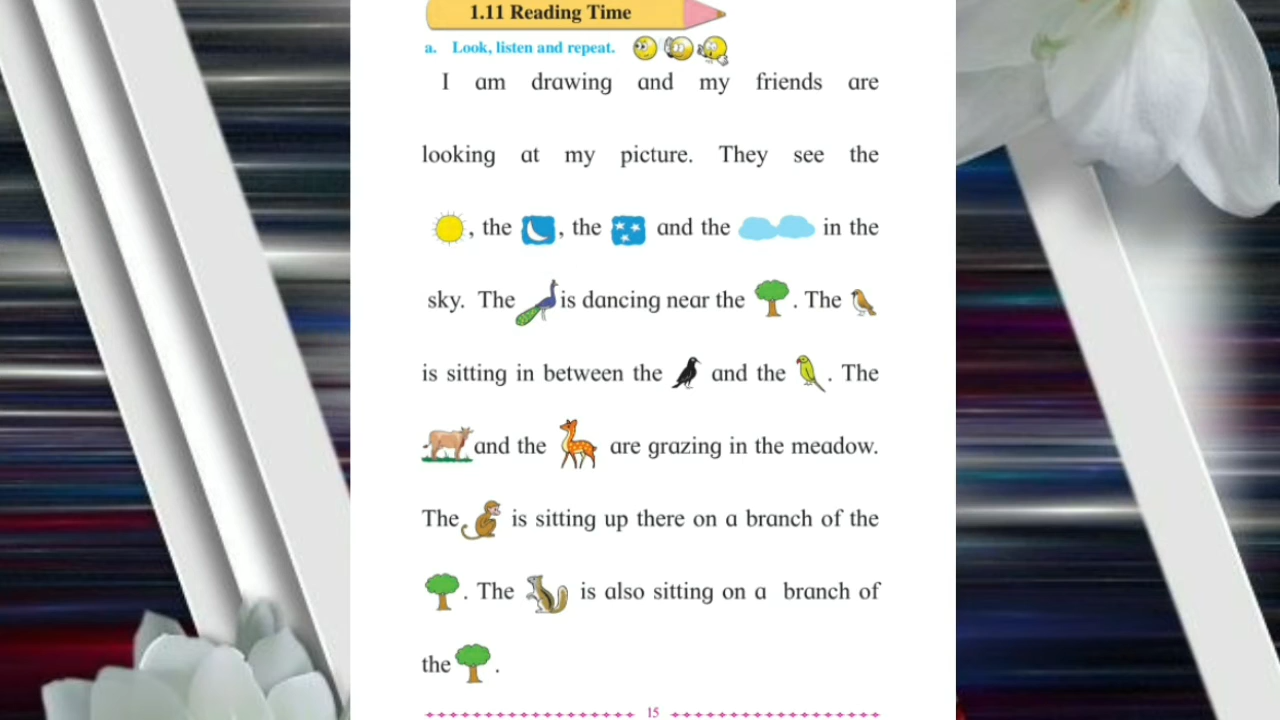 1.11 Reading Time
a. Look, listen and repeat.
I am drawing and my friends are
looking at my picture. They see the
, the , the and the in the
sky. The is dancing near the . The
is sitting in between the and the . The
and the are grazing in the meadow.
The is sitting up there on a branch of the
. The is also sitting on a branch of
the .
15